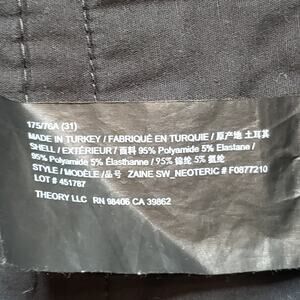 175/76A (31)
MADE IN TURKEY / FABRIQUÉ EN TURQUIE / 原产地 土耳其
SHELL / EXTÉRIEUR / 面料 95% Polyamide 5% Elastane /
95% Polyamide 5% Élasthanne / 95% 锦纶 5% 氨纶
STYLE / MODÈLE / 品号 ZAINE SW_NEOTERIC # F0877210
LOT # 451787
THEORY LLC RN 98406 CA 39862